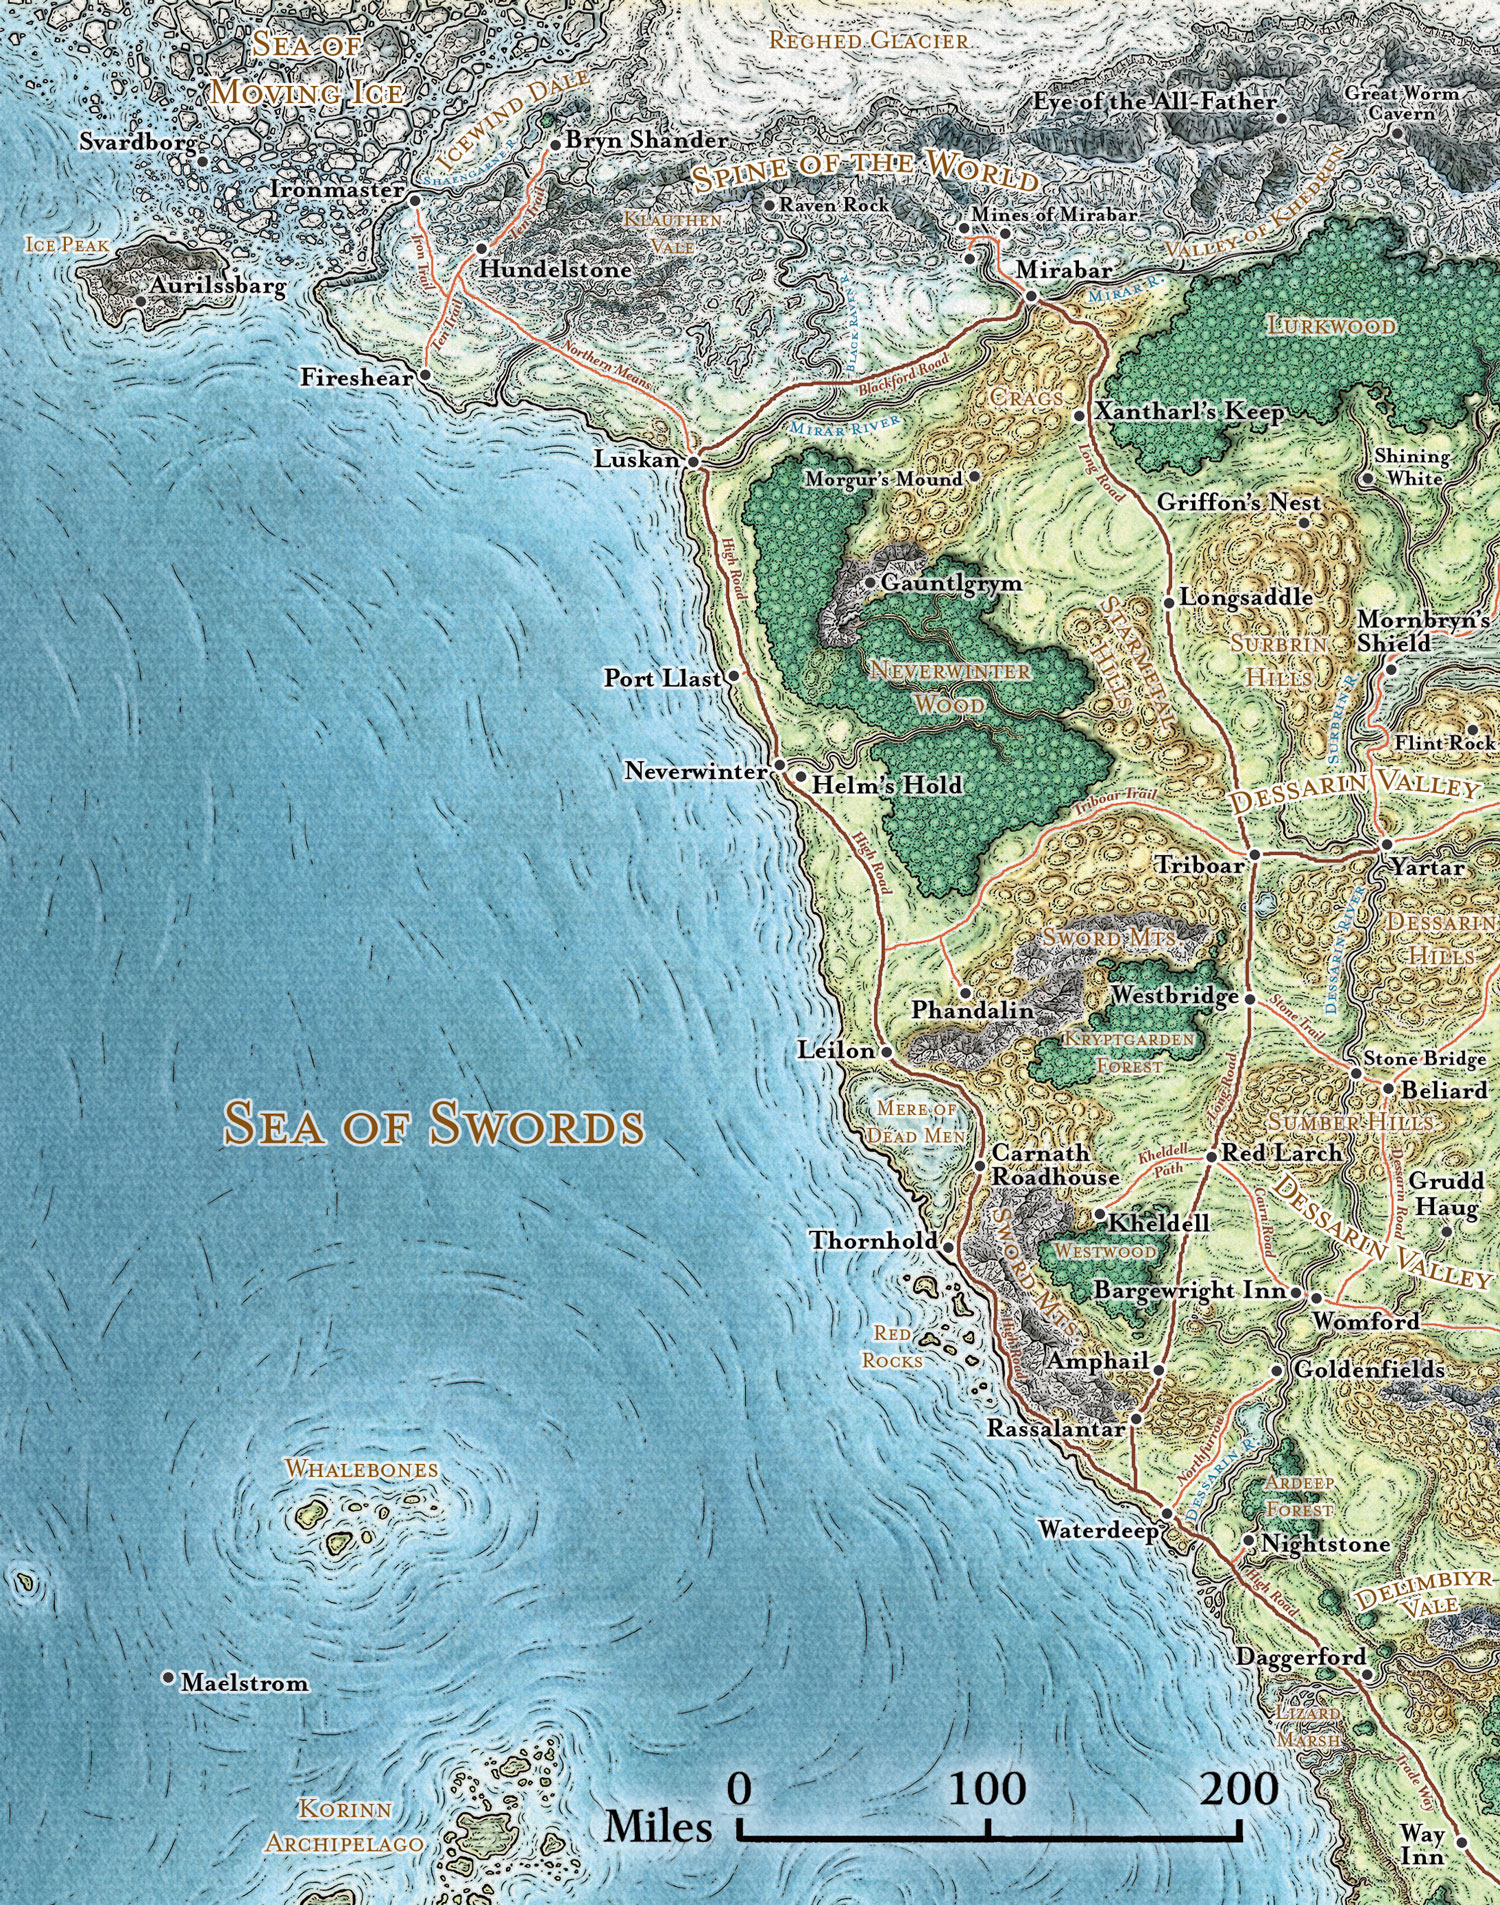 SEA OF
MOVING ICE
REGHED GLACIER
ICEWIND DALE
Eye of the All-Father
Great Worm
Cavern
Svardborg
Bryn Shander
SPINE OF THE WORLD
SHAENGARNE R.
Ironmaster
Raven Rock
KLAUTHEN
VALE
Mines of Mirabar
VALLEY OF KHEDRUN
ICE PEAK
Ten Trail
Iron Trail
Hundelstone
Mirabar
MIRAR R.
Aurilssbarg
Ten Trail
BLACK RAVEN R.
LURKWOOD
Northern Means
Blackford Road
Fireshear
CRAGS
Xantharl's Keep
MIRAR RIVER
Luskan
Morgur's Mound
Long Road
Shining
White
Griffon's Nest
High Road
Gauntlgrym
Longsaddle
STARMETAL
HILLS
Mornbryn's
Shield
SURBRIN
HILLS
NEVERWINTER
WOOD
Port Llast
SURBRIN R.
Flint Rock
Neverwinter
Helm's Hold
DESSARIN VALLEY
Triboar Trail
High Road
Triboar
Yartar
DESSARIN
HILLS
DESSARIN RIVER
SWORD MTS.
Phandalin
Westbridge
Stone Trail
KRYPTGARDEN
FOREST
Leilon
Stone Bridge
Beliard
Long Road
SEA OF SWORDS
MERE OF
DEAD MEN
SUMBER HILLS
Carnath
Roadhouse
Kheldell
Path
Red Larch
Dessarin Road
Grudd
Haug
Cairn Road
DESSARIN VALLEY
Kheldell
Thornhold
SWORD MTS.
WESTWOOD
Bargewright Inn
Womford
RED
ROCKS
High Road
Amphail
Goldenfields
Rassalantar
Northfurrow
DESSARIN R.
WHALEBONES
ARDEEP
FOREST
Waterdeep
Nightstone
High Road
DELIMBIYR
VALE
Daggerford
Maelstrom
LIZARD
MARSH
Trade Way
KORINN
ARCHIPELAGO
0 100 200
Miles
Way
Inn